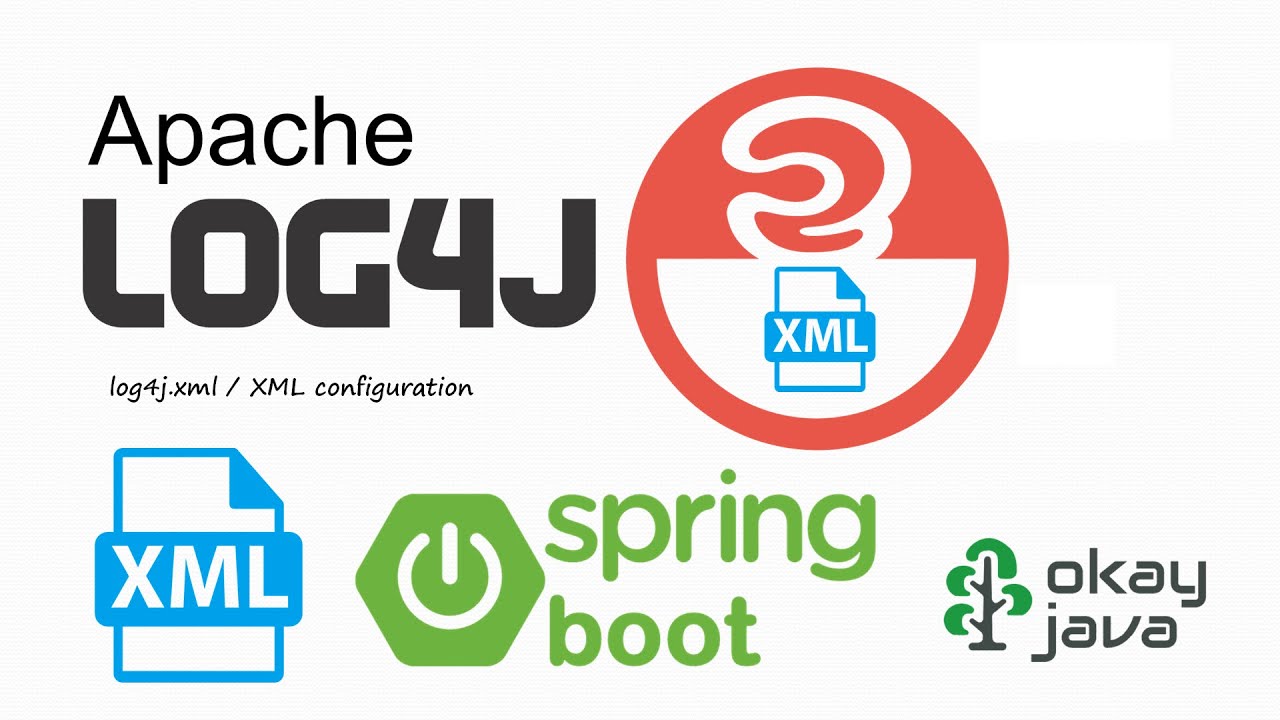 Apache
LOG4J
XML
log4j.xml / XML configuration
XML
spring
boot
okay
java